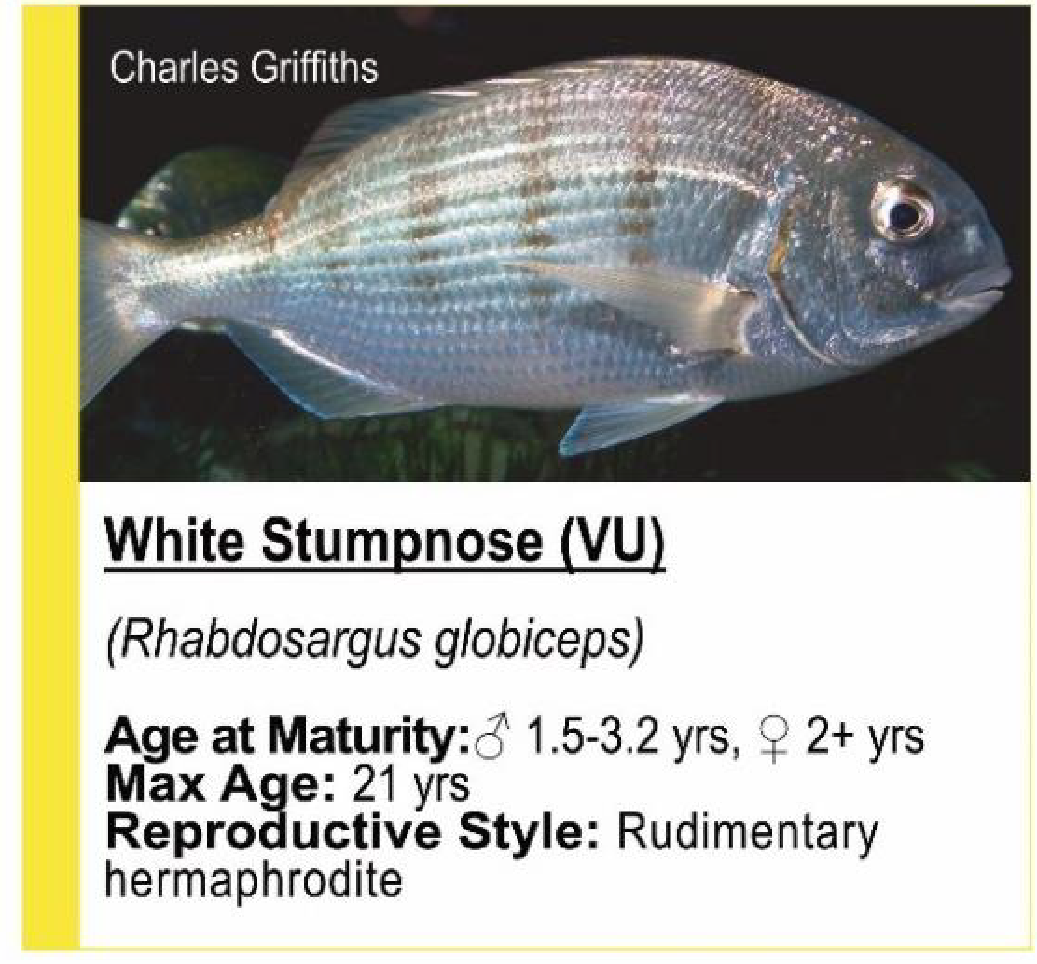 Charles Griffiths
White Stumpnose (VU)
(Rhabdosargus globiceps)
Age at Maturity:♂ 1.5-3.2 yrs, ♀ 2+ yrs
Max Age: 21 yrs
Reproductive Style: Rudimentary
hermaphrodite